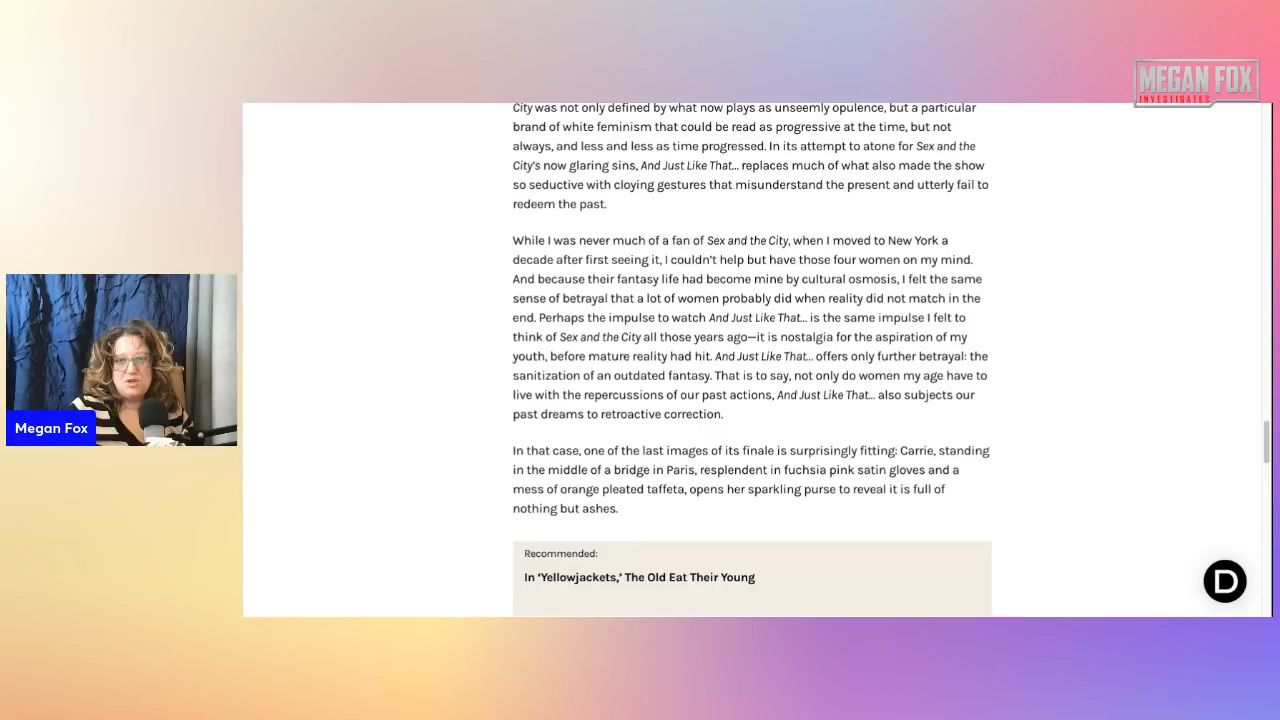 MEGAN FOX
INVESTIGATES
City was not only defined by what now plays as unseemly opulence, but a particular
brand of white feminism that could be read as progressive at the time, but not
always, and less and less as time progressed. In its attempt to atone for Sex and the
City's now glaring sins, And Just Like That... replaces much of what also made the show
so seductive with cloying gestures that misunderstand the present and utterly fail to
redeem the past.
While I was never much of a fan of Sex and the City, when I moved to New York a
decade after first seeing it, I couldn't help but have those four women on my mind.
And because their fantasy life had become mine by cultural osmosis, I felt the same
sense of betrayal that a lot of women probably did when reality did not match in the
end. Perhaps the impulse to watch And Just Like That... is the same impulse I felt to
think of Sex and the City all those years ago—it is nostalgia for the aspiration of my
youth, before mature reality had hit. And Just Like That... offers only further betrayal: the
sanitization of an outdated fantasy. That is to say, not only do women my age have to
live with the repercussions of our past actions, And Just Like That... also subjects our
past dreams to retroactive correction.
In that case, one of the last images of its finale is surprisingly fitting: Carrie, standing
in the middle of a bridge in Paris, resplendent in fuchsia pink satin gloves and a
mess of orange pleated taffeta, opens her sparkling purse to reveal it is full of
nothing but ashes.
Recommended:
In ‘Yellowjackets,’ The Old Eat Their Young
Megan Fox
D